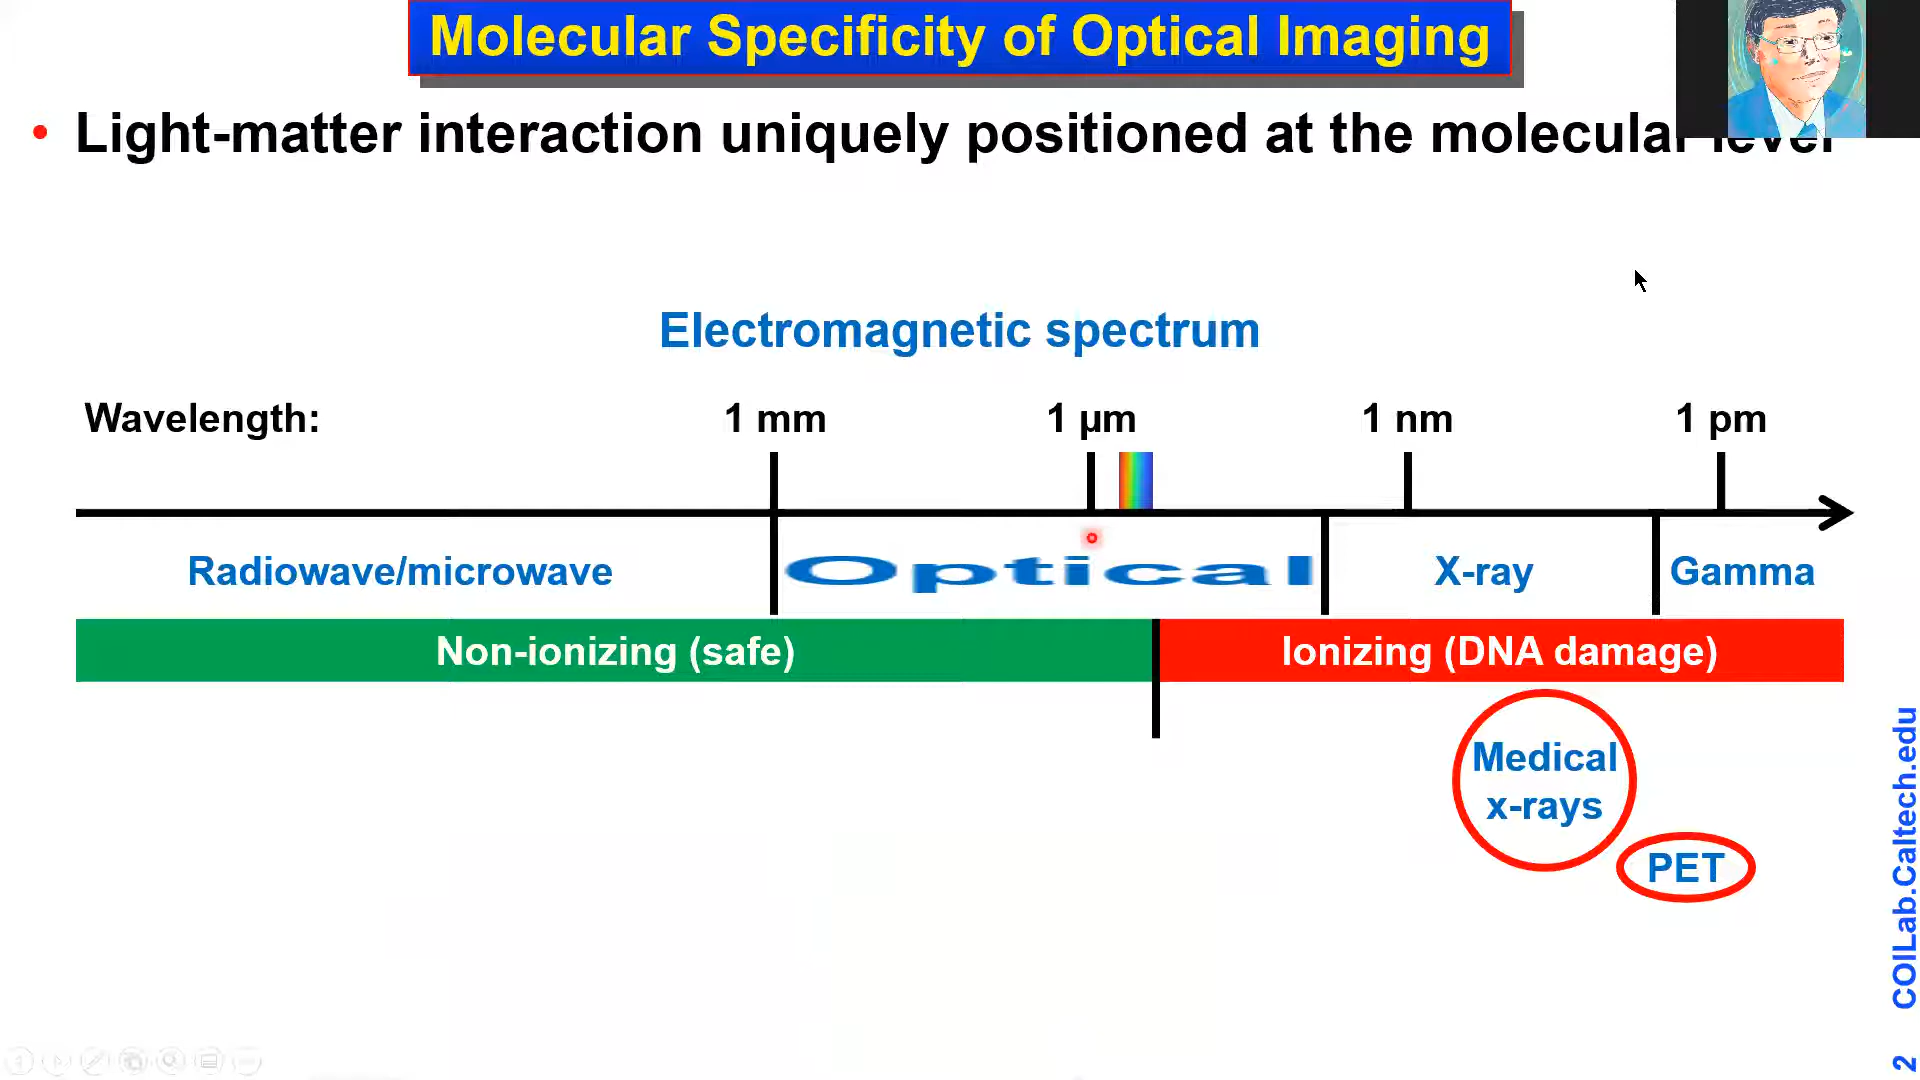 Molecular Specificity of Optical Imaging
• Light-matter interaction uniquely positioned at the molecular level
Electromagnetic spectrum
Wavelength: 1 mm 1 µm 1 nm 1 pm
Radiowave/microwave Optical X-ray Gamma
Non-ionizing (safe) Ionizing (DNA damage)
Medical
x-rays
PET
2 COILab.Caltech.edu